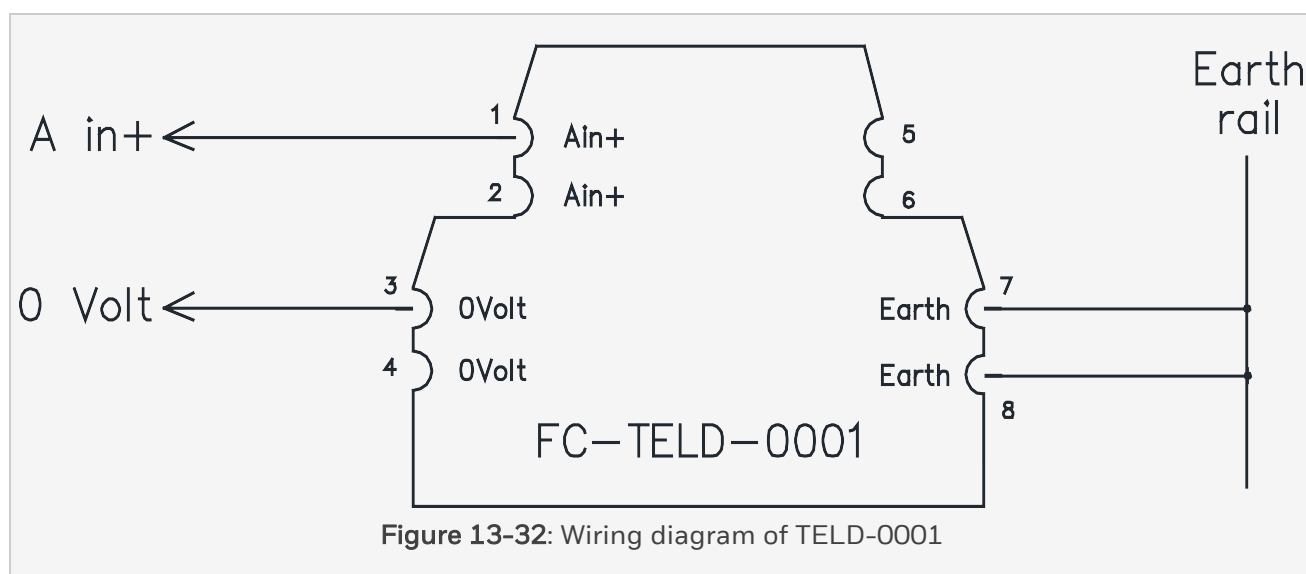 Earth
rail
1
A in+
Ain+
5
2
Ain+
6
3
7
0 Volt
0Volt
Earth
4
0Volt
Earth
8
FC-TELD-0001
Figure 13-32: Wiring diagram of TELD-0001